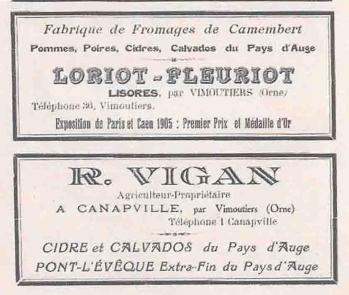 Fabrique de Fromages de Camembert
Pommes, Poires, Cidres, Calvados du Pays d'Auge
LORIOT-FLEURIOT
LISORES, par VIMOUTIERS (Orne)
Téléphone 36, Vimoutiers.
Exposition de Paris et Caen 1905 : Premier Prix et Médaille d'Or
R. VIGAN
Agriculteur-Propriétaire
A CANAPVILLE, par Vimoutiers (Orne)
Téléphone 1 Canapville
CIDRE et CALVADOS du Pays d'Auge
PONT-L'ÉVÊQUE Extra-Fin du Pays d'Auge